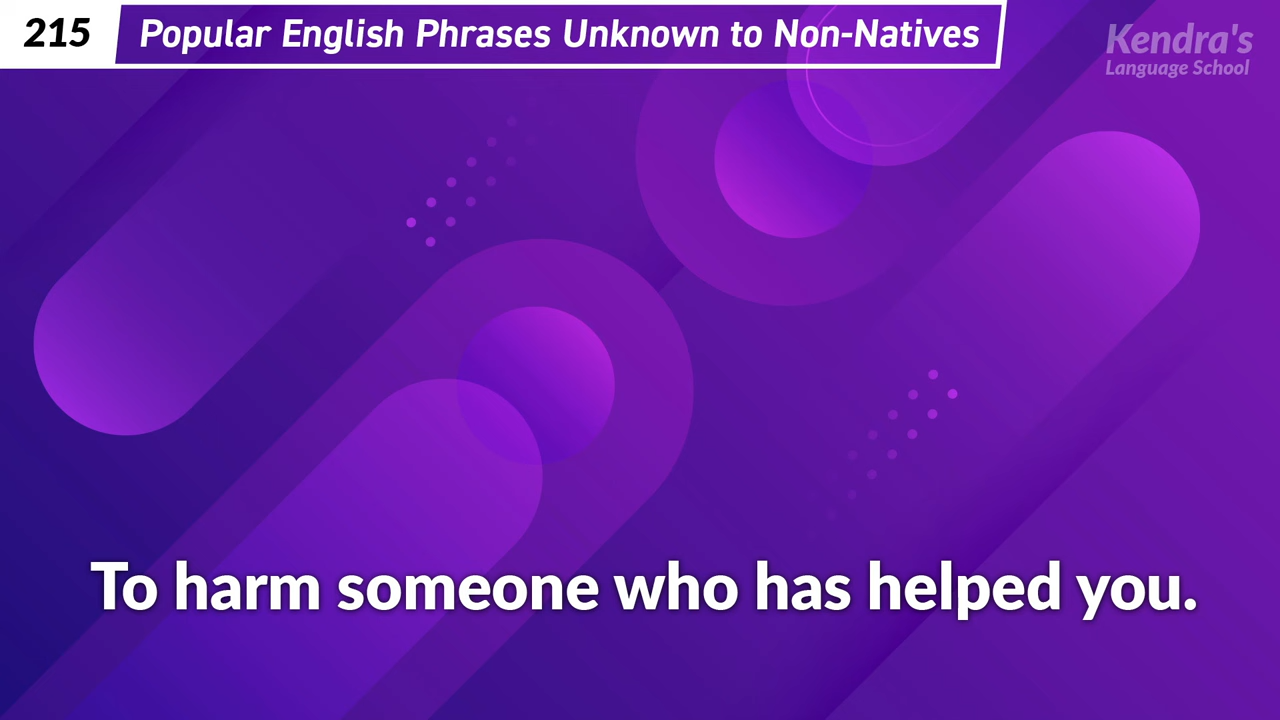 215 Popular English Phrases Unknown to Non-Natives
Kendra's
Language School
To harm someone who has helped you.